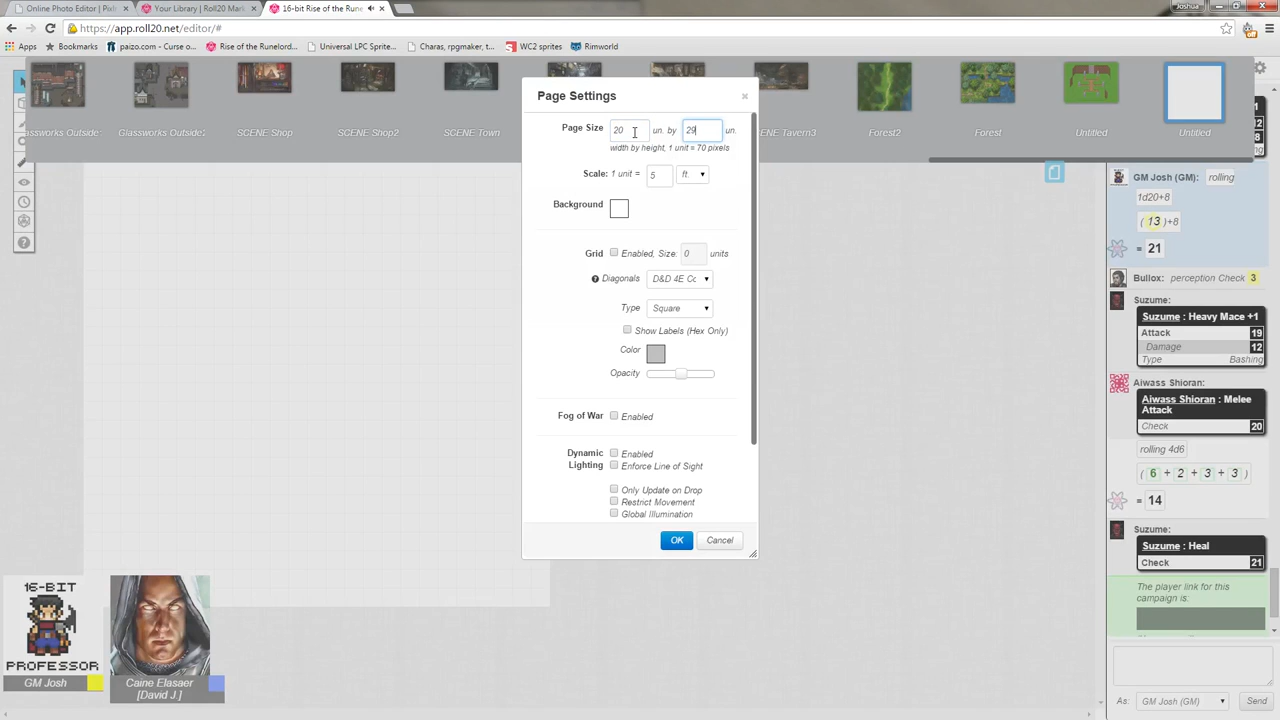 Online Photo Editor | Pixl
Your Library | Roll20 Mark
16-bit Rise of the Rune
Joshua
https://app.roll20.net/editor/#
Apps
Bookmarks
paizo.com - Curse o...
Rise of the Runelord...
Universal LPC Sprite...
Charas, rpgmaker, t...
WC2 sprites
Rimworld
off
assworks Outside
Glassworks Outside2
SCENE Shop
SCENE Shop2
SCENE Town
ENE Tavern3
Forest2
Forest
Untitled
Untitled
Page Settings
×
Page Size
20
un. by
29
un.
width by height, 1 unit = 70 pixels
Scale: 1 unit =
5
ft.
Background
Grid
Enabled, Size:
0
units
Diagonals
D&D 4E Cc
Type
Square
Show Labels (Hex Only)
Color
Opacity
Fog of War
Enabled
Dynamic Lighting
Enabled
Enforce Line of Sight
Only Update on Drop
Restrict Movement
Global Illumination
OK
Cancel
GM Josh (GM): rolling
1d20+8
( 13 )+8
= 21
Bullox: perception Check 3
Suzume:
Suzume : Heavy Mace +1
Attack 19
Damage 12
Type Bashing
Aiwass Shioran:
Aiwass Shioran : Melee
Attack
Check 20
rolling 4d6
( 6 + 2 + 3 + 3 )
= 14
Suzume:
Suzume : Heal
Check 21
The player link for this
campaign is:
As:
GM Josh (GM)
Send
16-BIT
PROFESSOR
GM Josh
Caine Elasaer
[David J.]